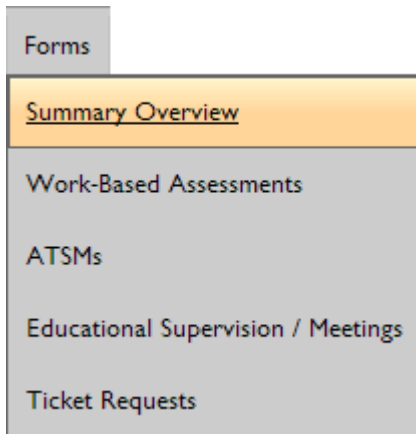 Forms
Summary Overview
Work-Based Assessments
ATSMs
Educational Supervision / Meetings
Ticket Requests